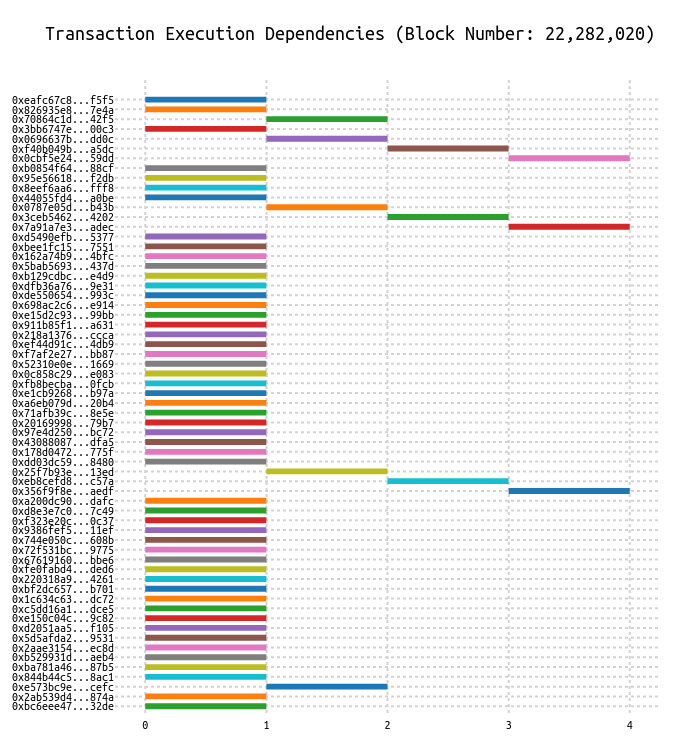 Transaction Execution Dependencies (Block Number: 22,282,020)
0xeafc67c8...f5f5
0x826935e8...7e4a
0x70864c1d...42f5
0x3bb6747e...00c3
0x0696637b...dd0c
0xf40b049b...a5dc
0x0cbf5e24...59dd
0xb0854f64...88cf
0x95e56618...f2db
0x8eef6aa6...fff8
0x44055fd4...a0be
0x0787e05d...b43b
0x3ceb5462...4202
0x7a91a7e3...adec
0xd5490efb...5377
0xbee1fc15...7551
0x162a74b9...4bfc
0x5bab5693...437d
0xb129cdbc...e4d9
0xdfb36a76...9e31
0xde550654...993c
0x698ac2c6...e914
0xe15d2c93...99bb
0x911b85f1...a631
0x218a1376...ccca
0xef44d91c...4db9
0xf7af2e27...bb87
0x52310e0e...1669
0x0c858c29...e083
0xfb8becba...0fcb
0xe1cb9268...b97a
0xa6eb079d...20b4
0x71afb39c...8e5e
0x20169998...79b7
0x97e4d250...bc72
0x43088087...dfa5
0x178d0472...775f
0xdd03dc59...8480
0x25f7b93e...13ed
0xeb8cefd8...c57a
0x356f9f8e...aedf
0xa200dc90...dafc
0xd8e3e7c0...7c49
0xf323e20c...0c37
0x9386fef5...11ef
0x744e050c...608b
0x72f531bc...9775
0x67619160...bbe6
0xfe0fabd4...ded6
0x220318a9...4261
0xbf2dc657...b701
0x1c634c63...dc72
0xc5dd16a1...dce5
0xe150c04c...9c82
0xd2051aa5...f105
0x5d5afda2...9531
0x2aae3154...ec8d
0xb529931d...aeb4
0xba781a46...87b5
0x844b44c5...8ac1
0xe573bc9e...cefc
0x2ab539d4...874a
0xbc6eee47...32de
0 1 2 3 4